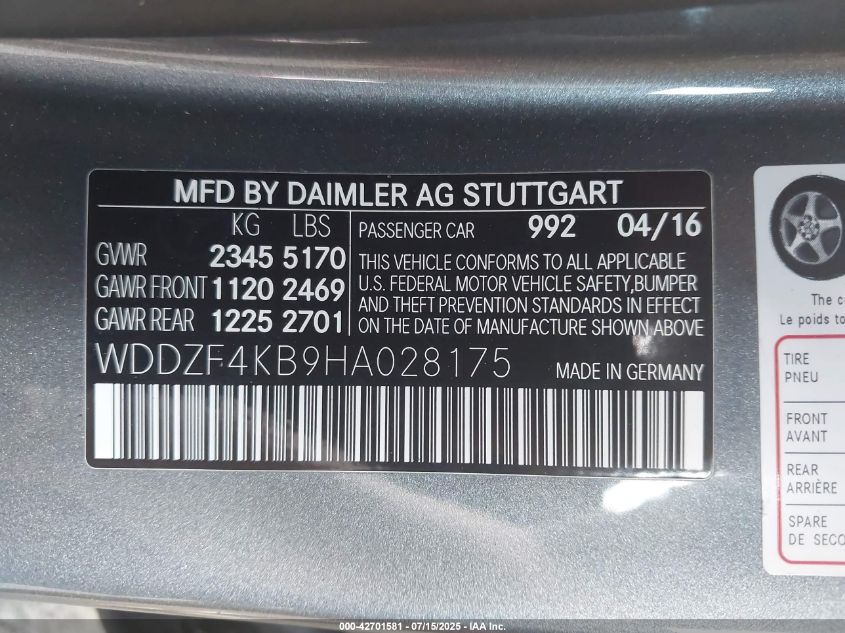 MFD BY DAIMLER AG STUTTGART
KG LBS
GVWR 2345 5170
GAWR FRONT 1120 2469
GAWR REAR 1225 2701
PASSENGER CAR 992 04/16
THIS VEHICLE CONFORMS TO ALL APPLICABLE
U.S. FEDERAL MOTOR VEHICLE SAFETY,BUMPER
AND THEFT PREVENTION STANDARDS IN EFFECT
ON THE DATE OF MANUFACTURE SHOWN ABOVE
WDDZF4KB9HA028175 MADE IN GERMANY
The c
Le poids to
TIRE
PNEU
FRONT
AVANT
REAR
ARRIÈRE
SPARE
DE SECO
000-42701581 - 07/15/2025 - IAA Inc.